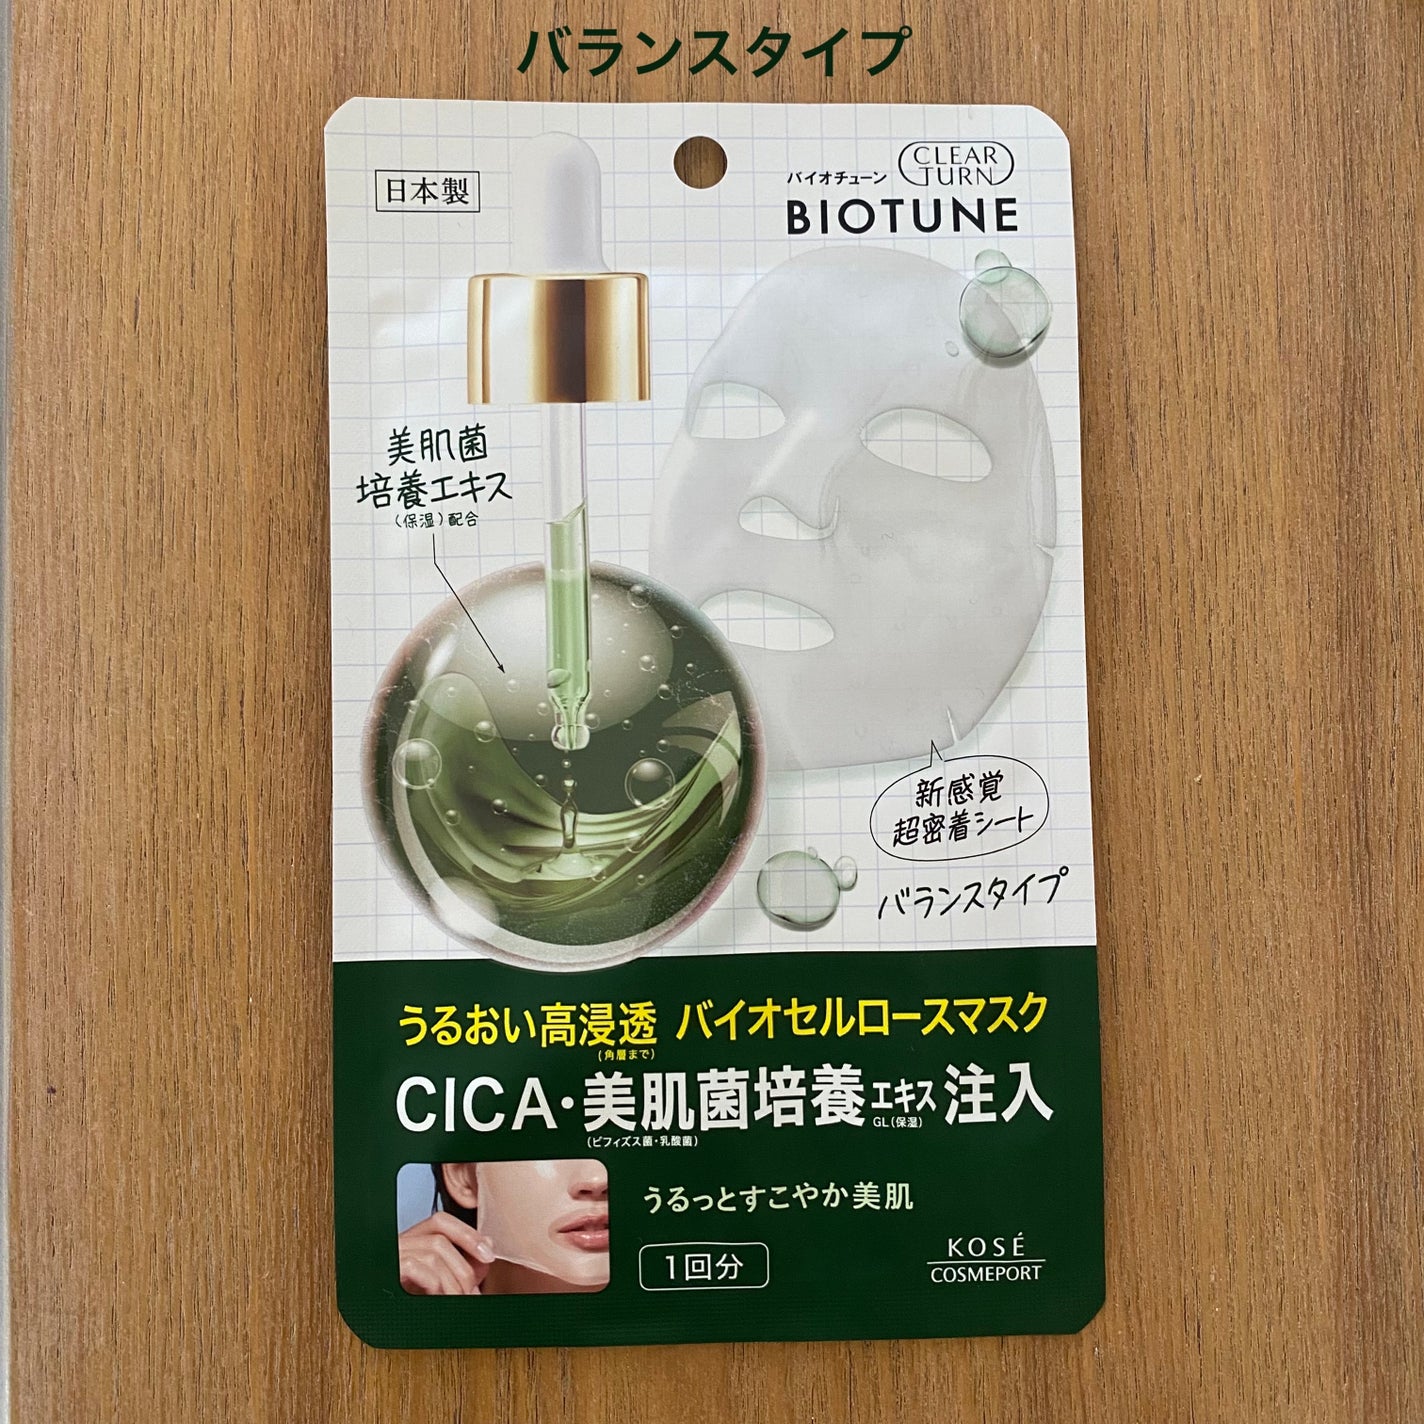 バランスタイプ
日本製
CLEAR
TURN
バイオチューン
BIOTUNE
美肌菌
培養エキス
(保湿)配合
新感覚
超密着シート
バランスタイプ
うるおい高浸透 バイオセルロースマスク
(角層まで)
CICA・美肌菌培養エキス注入
(ビフィズス菌・乳酸菌) GL(保湿)
うるっとすこやか美肌
1回分
KOSÉ
COSMEPORT